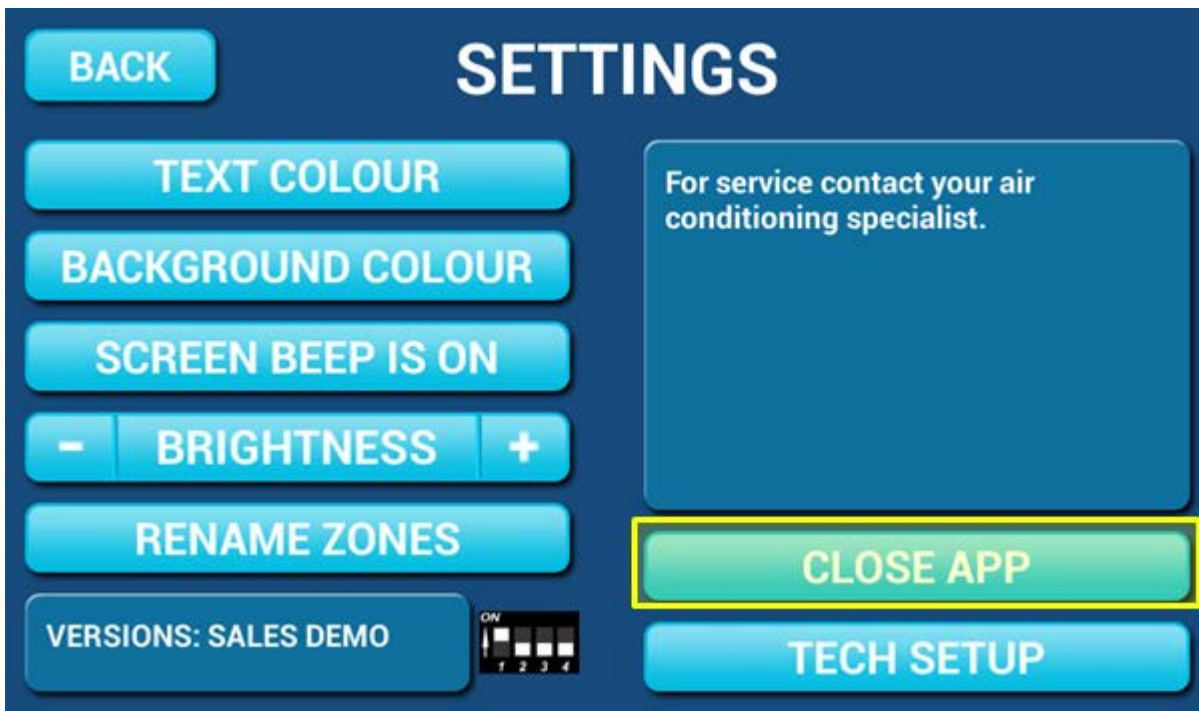 BACK
SETTINGS
TEXT COLOUR
BACKGROUND COLOUR
SCREEN BEEP IS ON
- BRIGHTNESS +
RENAME ZONES
VERSIONS: SALES DEMO
ON
1 2 3 4
For service contact your air
conditioning specialist.
CLOSE APP
TECH SETUP